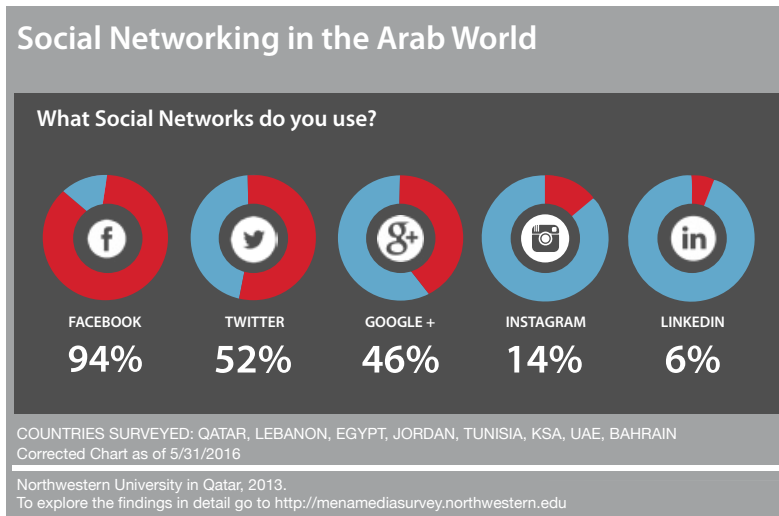 Social Networking in the Arab World
What Social Networks do you use?
f
g+
in
FACEBOOK
TWITTER
GOOGLE +
INSTAGRAM
LINKEDIN
94%
52%
46%
14%
6%
COUNTRIES SURVEYED: QATAR, LEBANON, EGYPT, JORDAN, TUNISIA, KSA, UAE, BAHRAIN
Corrected Chart as of 5/31/2016
Northwestern University in Qatar, 2013.
To explore the findings in detail go to http://menamediasurvey.northwestern.edu